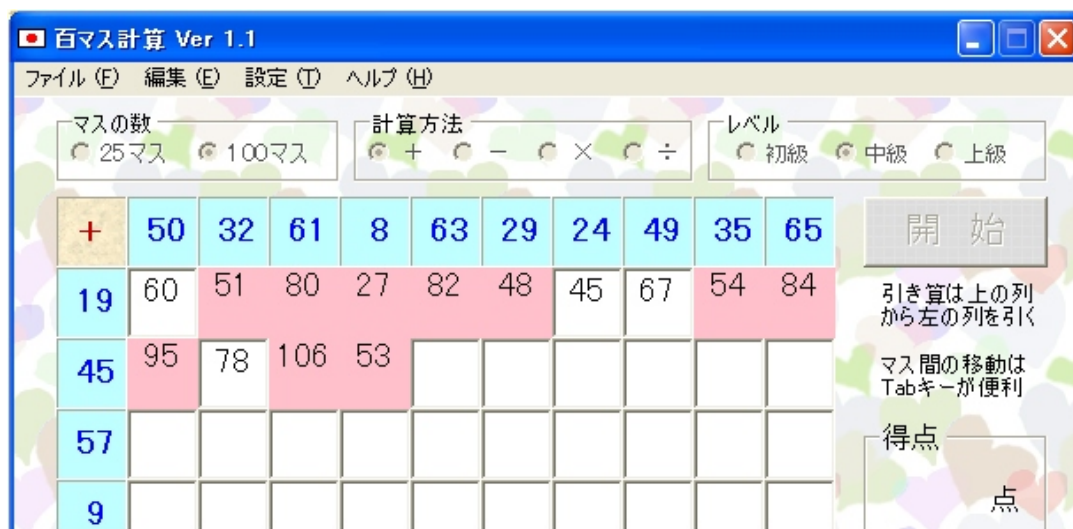 百マス計算 Ver 1.1
ファイル (F) 編集 (E) 設定 (T) ヘルプ (H)
マスの数 計算方法 レベル
25マス 100マス + - × ÷ 初級 中級 上級
+ 50 32 61 8 63 29 24 49 35 65 開始
19 60 51 80 27 82 48 45 67 54 84
引き算は上の列
から左の列を引く
45 95 78 106 53
マス間の移動は
Tabキーが便利
57
得点
9
点